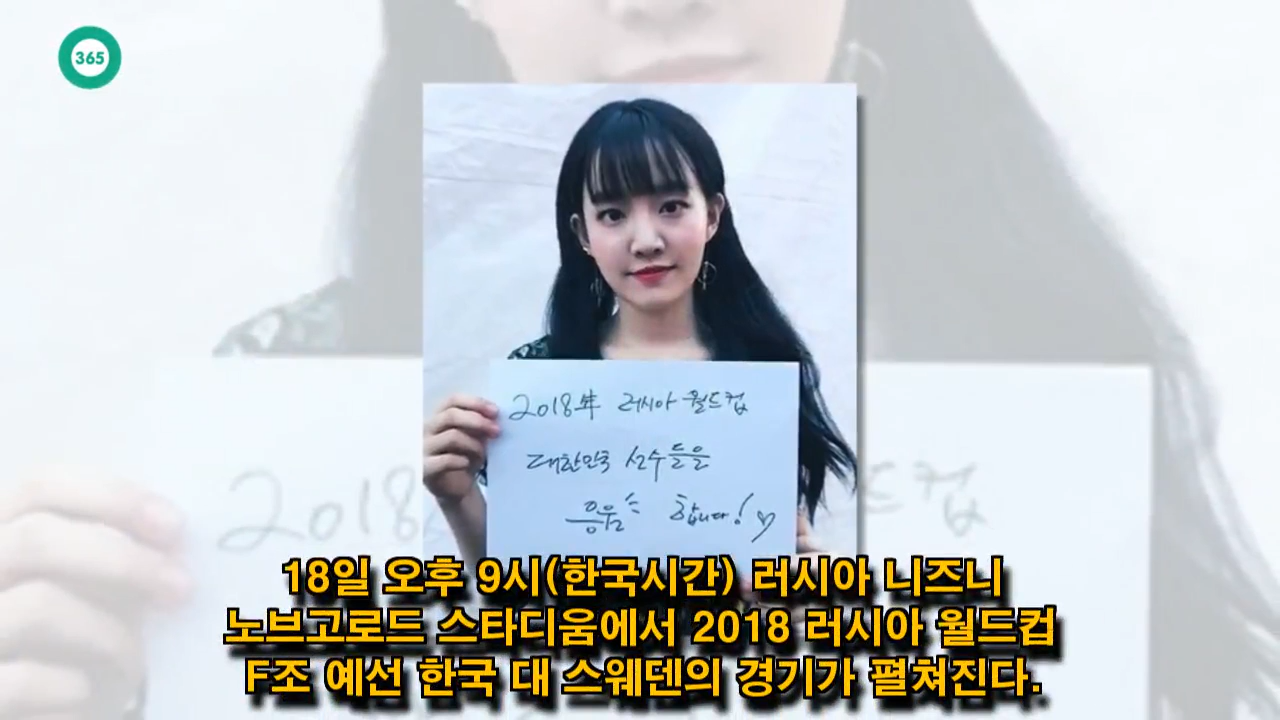 365
2018年 러시아 월드컵
대한민국 선수들을
응원 합니다!
18일 오후 9시(한국시간) 러시아 니즈니
노브고로드 스타디움에서 2018 러시아 월드컵
F조 예선 한국 대 스웨덴의 경기가 펼쳐진다.